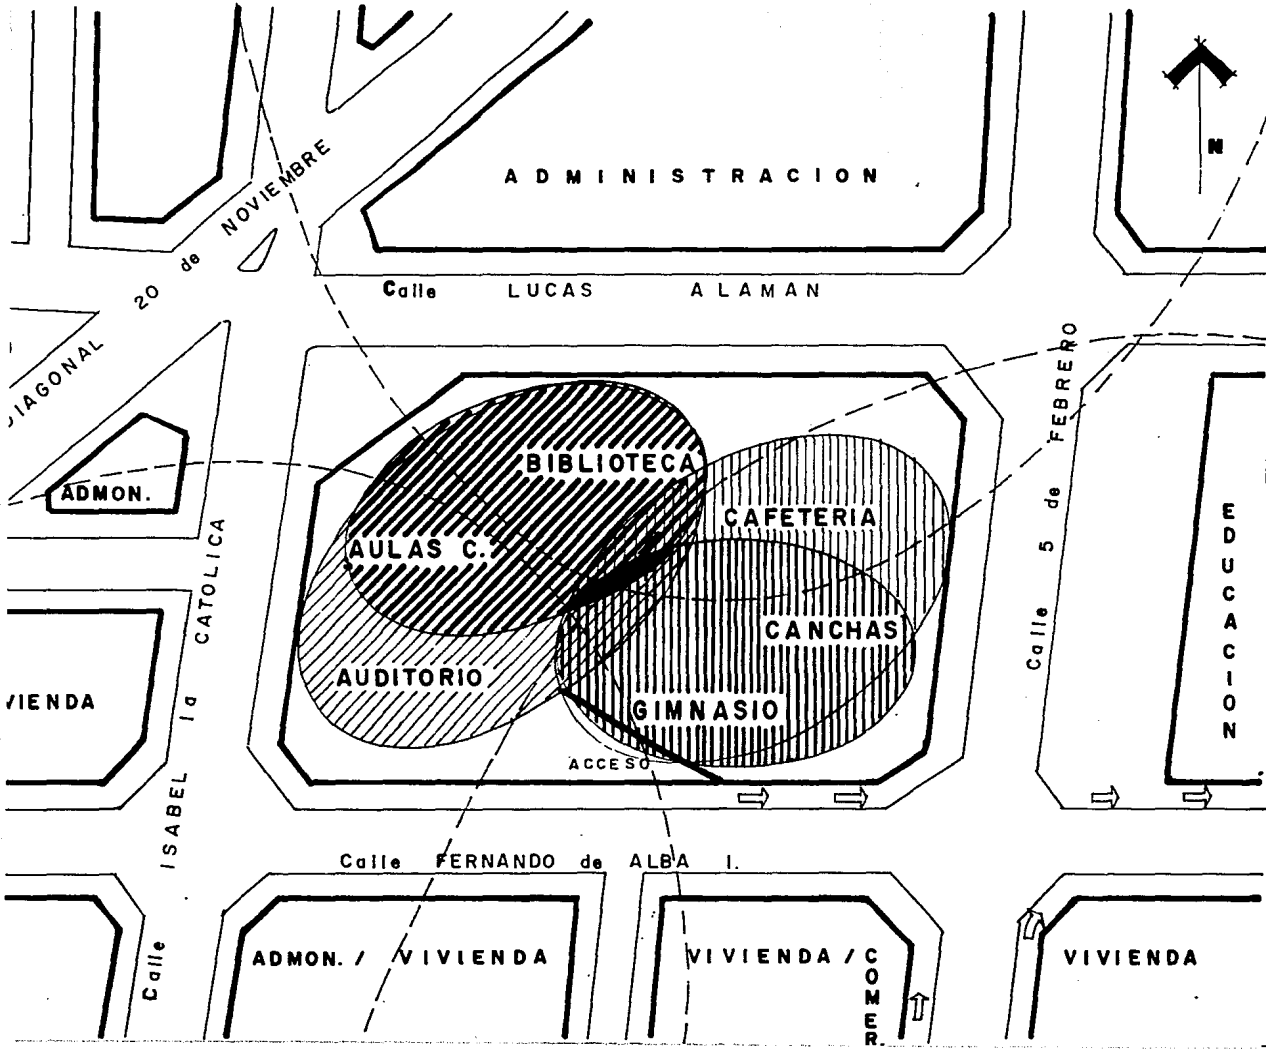 N
ADMINISTRACION
DIAGONAL 20 de NOVIEMBRE
Calle LUCAS ALAMAN
BIBLIOTECA
ADMON.
CAFETERIA
AULAS C.
Calle 5 de FEBRERO
EDUCACION
CANCHAS
AUDITORIO
GIMNASIO
VIENDA
ACCESO
Calle ISABEL la CATOLICA
Calle FERNANDO de ALBA I.
ADMON. / VIVIENDA
VIVIENDA / COMER.
VIVIENDA